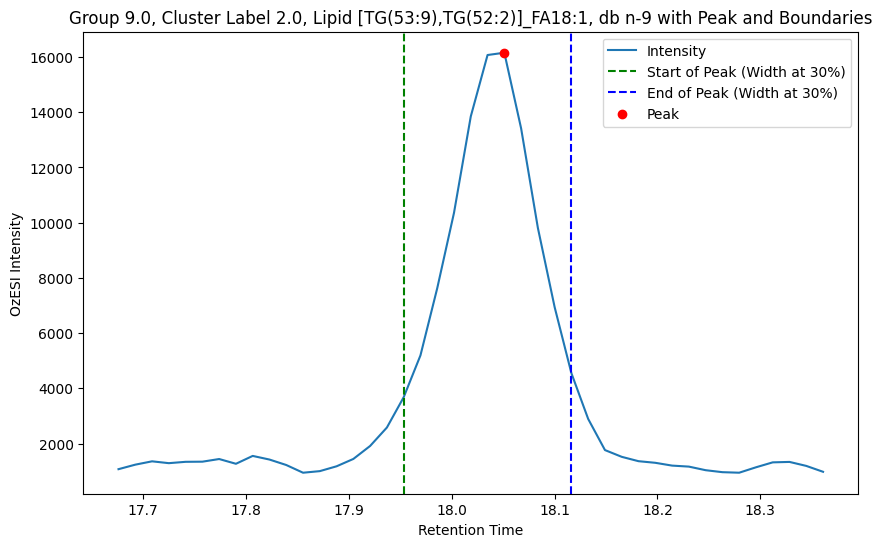 Group 9.0, Cluster Label 2.0, Lipid [TG(53:9),TG(52:2)]_FA18:1, db n-9 with Peak and Boundaries
Intensity
Start of Peak (Width at 30%)
End of Peak (Width at 30%)
Peak
16000
14000
12000
10000
8000
6000
4000
2000
OzESI Intensity
17.7
17.8
17.9
18.0
18.1
18.2
18.3
Retention Time